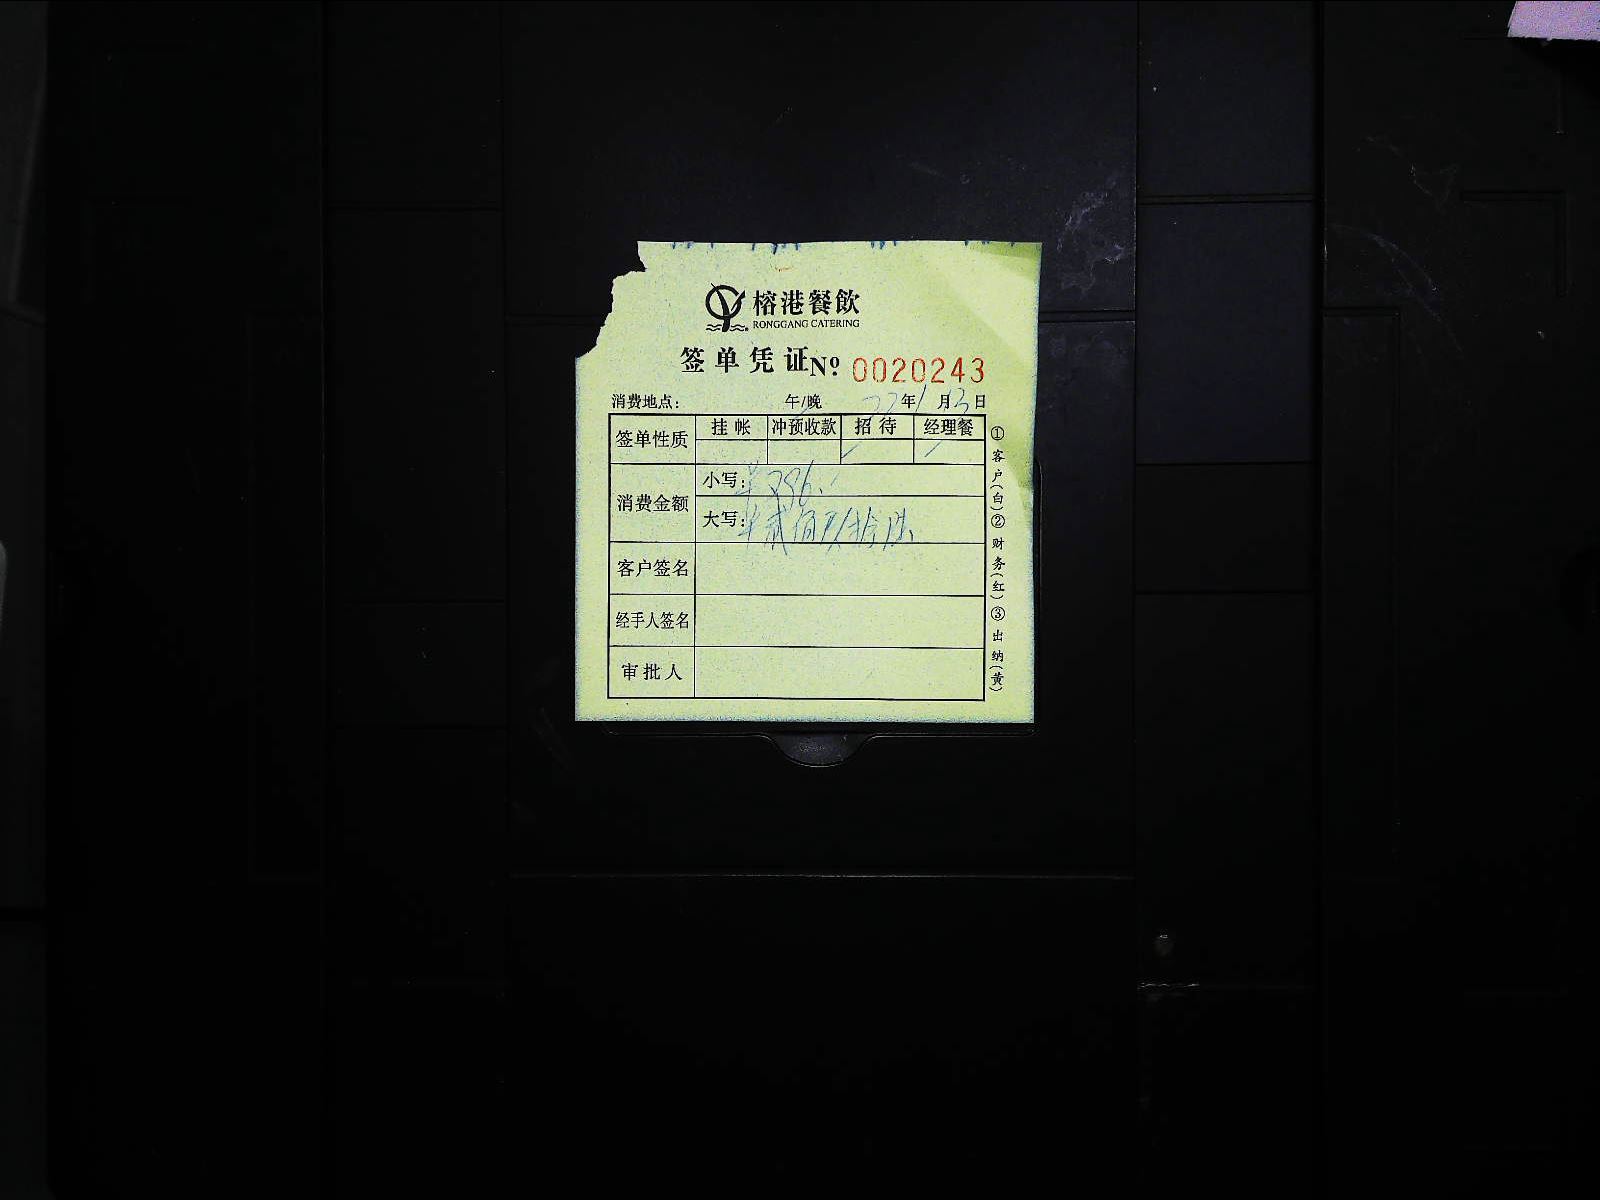 榕港餐飲
RONGGANG CATERING
签单凭证 Nº 0020243
消费地点： 午/晚 22年1月13日
签单性质 挂帐 冲预收款 招待 经理餐
消费金额 小写：¥296.
大写：
客户签名
经手人签名
审批人
①客户（白）②财务（红）③出纳（黄）